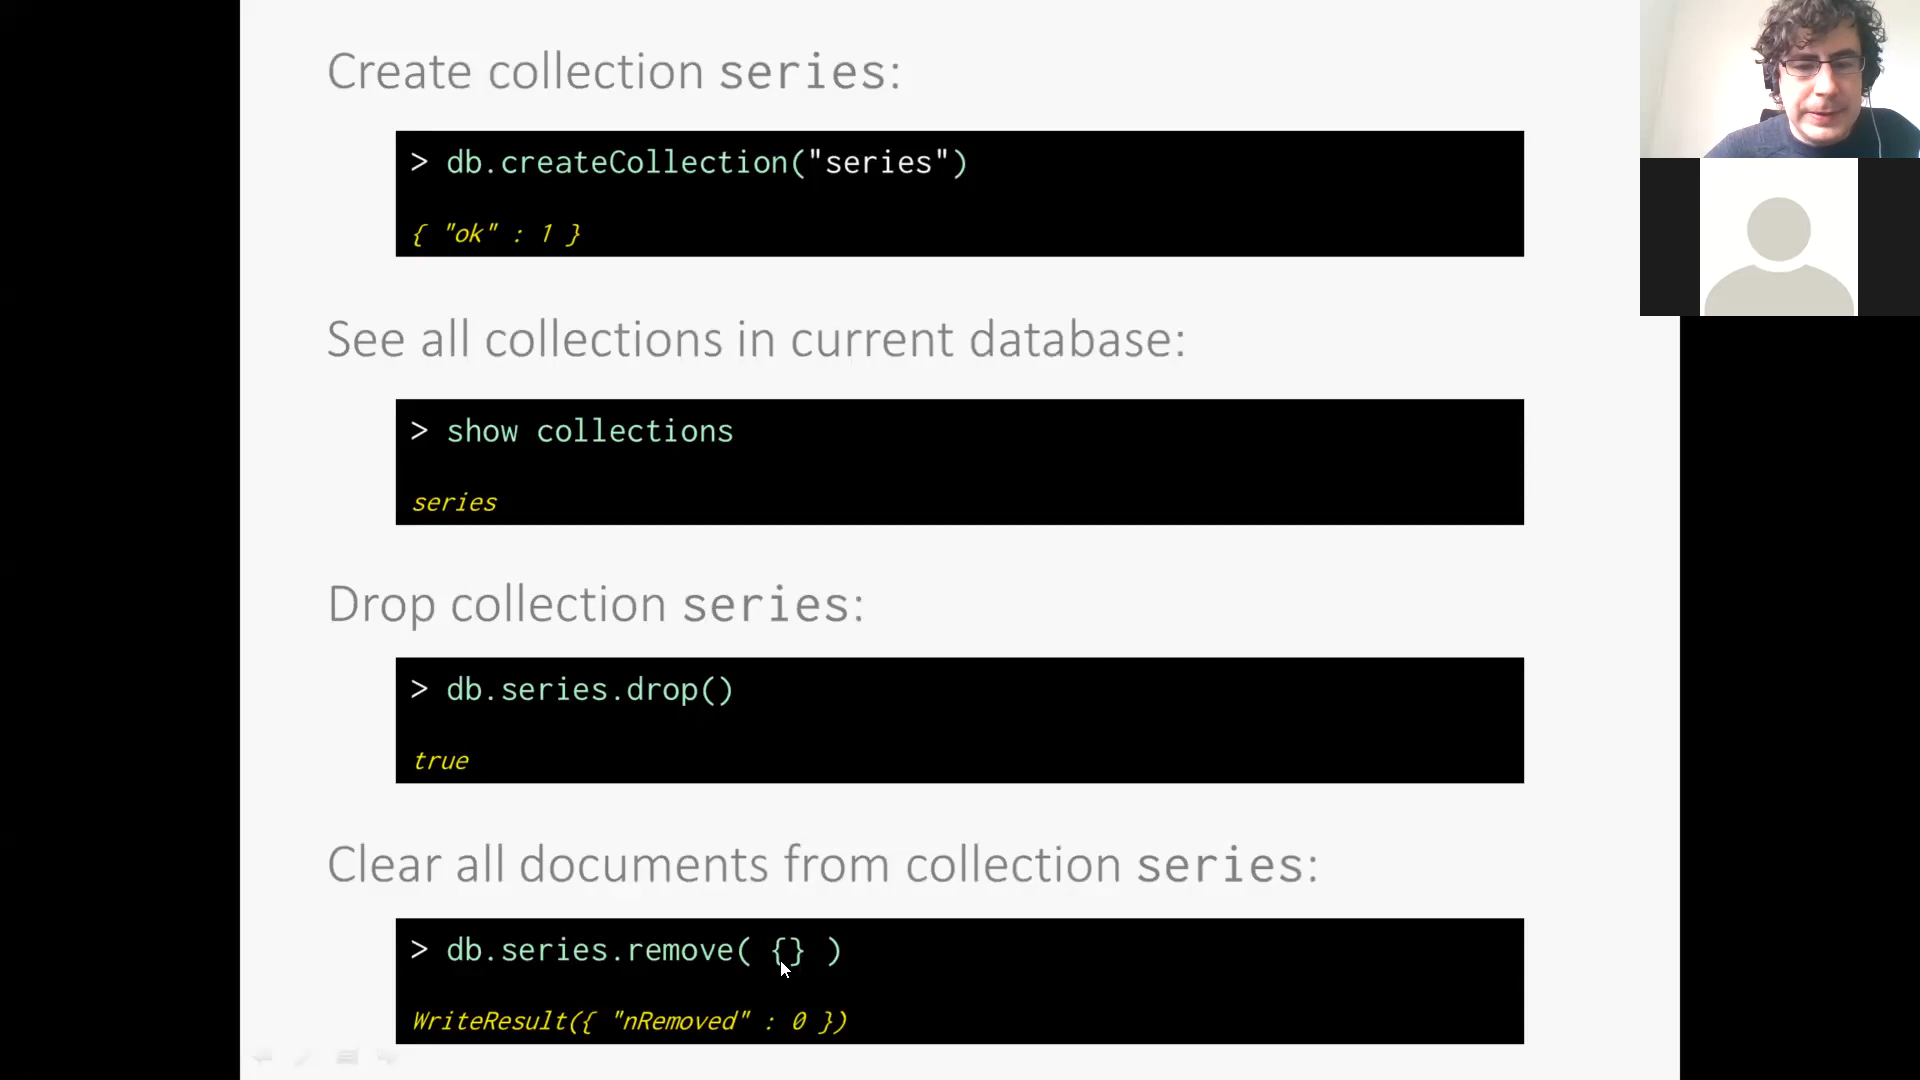 Create collection series:
> db.createCollection("series")
{ "ok" : 1 }
See all collections in current database:
> show collections
series
Drop collection series:
> db.series.drop()
true
Clear all documents from collection series:
> db.series.remove( {} )
WriteResult({ "nRemoved" : 0 })